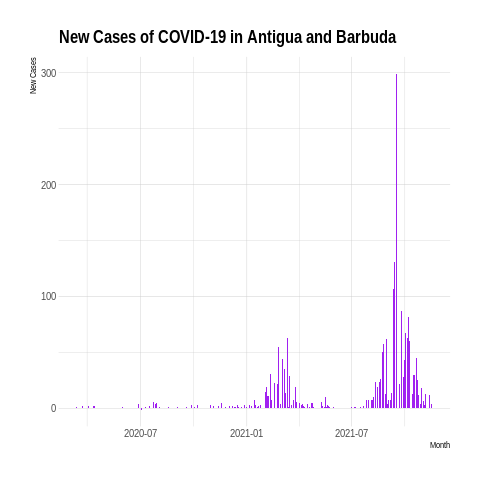 New Cases of COVID-19 in Antigua and Barbuda
New Cases
300
200
100
0
2020-07 2021-01 2021-07
Month